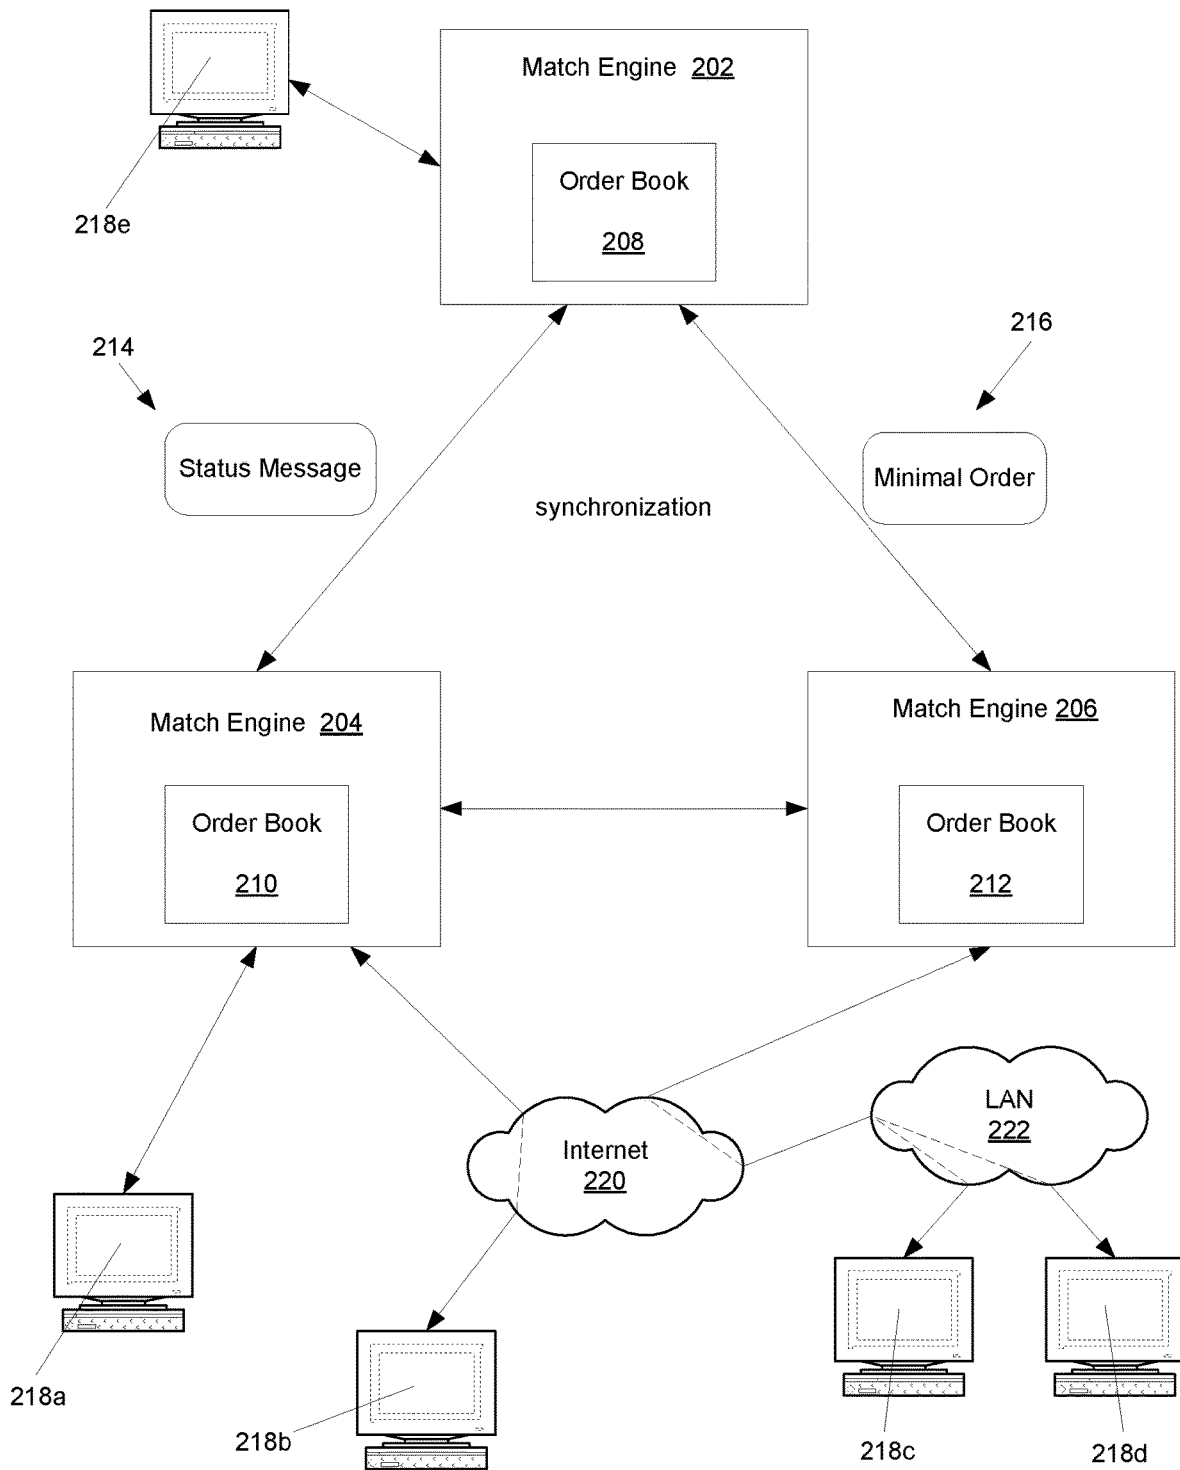 Match Engine 202
Order Book
208
218e
214
216
Status Message
Minimal Order
synchronization
Match Engine 204
Match Engine 206
Order Book
210
Order Book
212
LAN
222
Internet
220
218a
218b
218c
218d